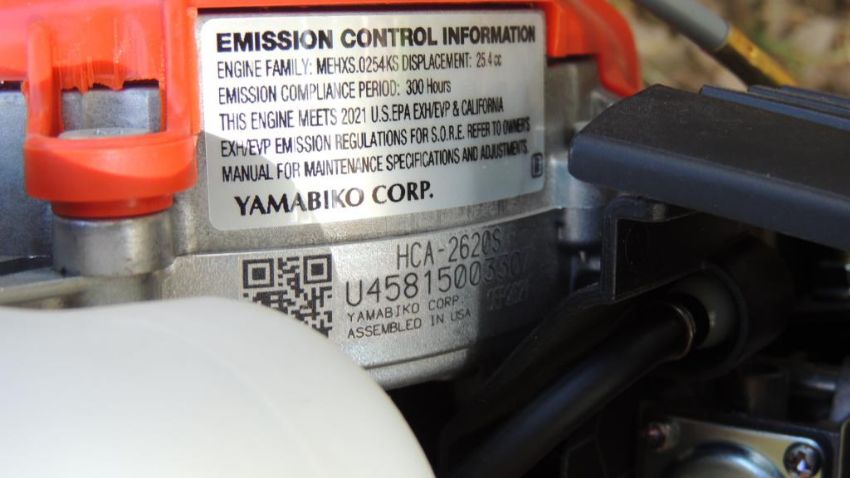 EMISSION CONTROL INFORMATION
ENGINE FAMILY: MEHXS.0254KS DISPLACEMENT: 25.4 cc
EMISSION COMPLIANCE PERIOD: 300 Hours
THIS ENGINE MEETS 2021 U.S.EPA EXH/EVP & CALIFORNIA
EXH/EVP EMISSION REGULATIONS FOR S.O.R.E. REFER TO OWNER'S
MANUAL FOR MAINTENANCE SPECIFICATIONS AND ADJUSTMENTS.
YAMABIKO CORP.
HCA-2620S
YAMABIKO CORP.
ASSEMBLED IN USA